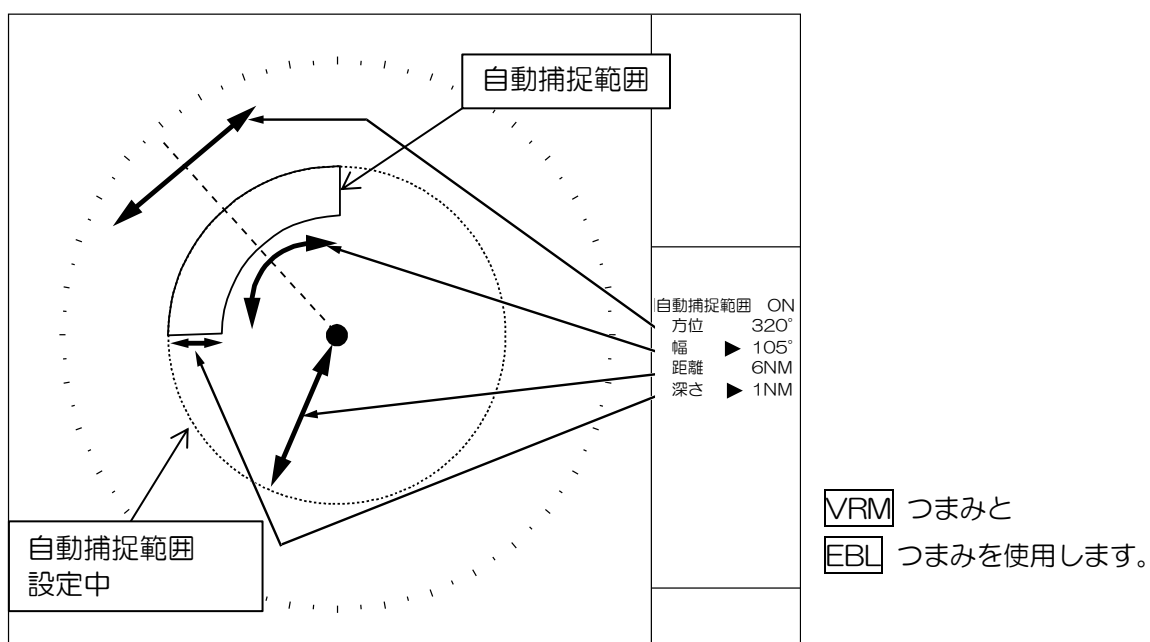 自動捕捉範囲
自動捕捉範囲 ON
方位 320°
幅 ▶ 105°
距離 6NM
深さ ▶ 1NM
自動捕捉範囲
設定中
VRM つまみと
EBL つまみを使用します。